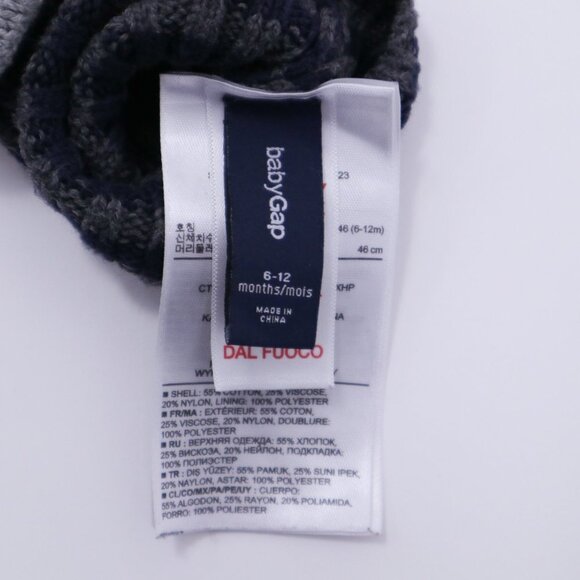 babyGap
6-12
months/mois
MADE IN
CHINA
23
호칭
46 (6-12m)
신체치수
머리둘레
46 cm
DAL FUOCO
■ SHELL: 55% COTTON, 25% VISCOSE,
20% NYLON, LINING: 100% POLYESTER
■ FR/MA : EXTÉRIEUR: 55% COTON,
25% VISCOSE, 20% NYLON, DOUBLURE:
100% POLYESTER
■ RU : ВЕРХНЯЯ ОДЕЖДА: 55% ХЛОПОК,
25% ВИСКОЗА, 20% НЕЙЛОН, ПОДКЛАДКА:
100% ПОЛИЭСТЕР
■ TR : DIŞ YÜZEY: 55% PAMUK, 25% SUNI IPEK,
20% NAYLON, ASTAR: 100% POLYESTER
■ CL/CO/MX/PA/PE/UY : CUERPO:
55% ALGODON, 25% RAYON, 20% POLIAMIDA,
FORRO: 100% POLIESTER